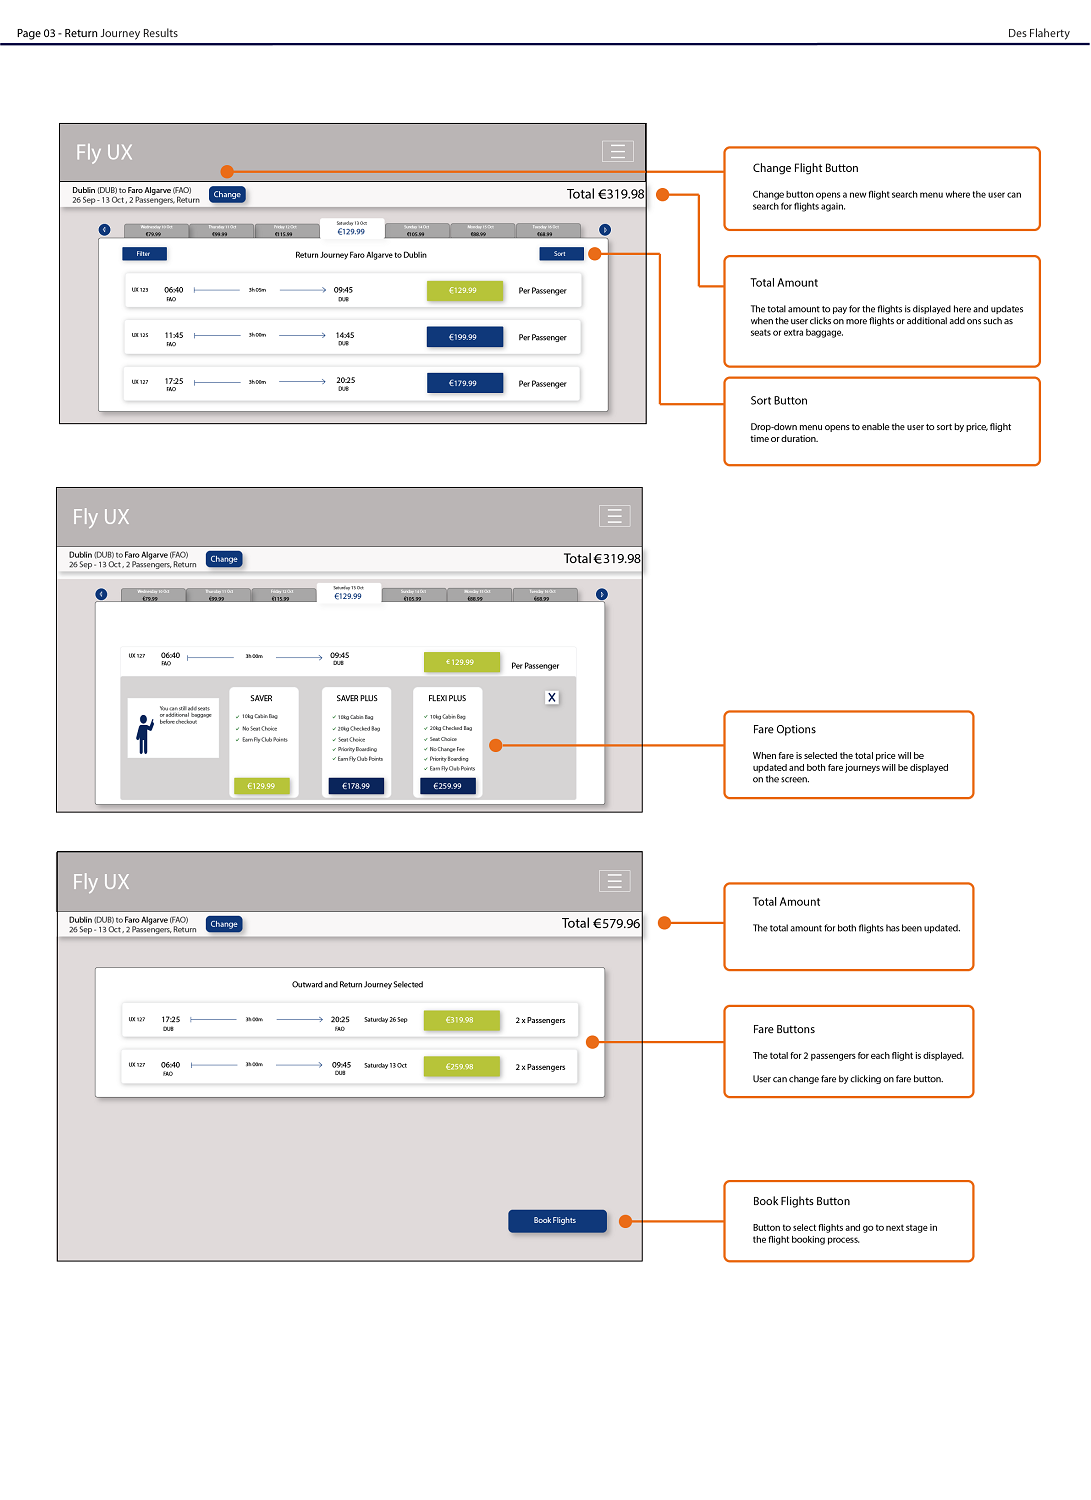 Page 03 - Return Journey Results
Des Flaherty
Fly UX
Dublin (DUB) to Faro Algarve (FAO)
26 Sep - 13 Oct , 2 Passengers, Return
Change
Total €319.98
Wednesday 10 Oct
€79.99
Thursday 11 Oct
€99.99
Friday 12 Oct
€115.99
Saturday 13 Oct
€129.99
Sunday 14 Oct
€105.99
Monday 15 Oct
€88.99
Tuesday 16 Oct
€68.99
Filter
Return Journey Faro Algarve to Dublin
Sort
UX 123
06:40
FAO
3h 05m
09:45
DUB
€129.99
Per Passenger
UX 125
11:45
FAO
3h 00m
14:45
DUB
€199.99
Per Passenger
UX 127
17:25
FAO
3h 00m
20:25
DUB
€179.99
Per Passenger
Change Flight Button
Change button opens a new flight search menu where the user can
search for flights again.
Total Amount
The total amount to pay for the flights is displayed here and updates
when the user clicks on more flights or additional add ons such as
seats or extra baggage.
Sort Button
Drop-down menu opens to enable the user to sort by price, flight
time or duration.
Fly UX
Dublin (DUB) to Faro Algarve (FAO)
26 Sep - 13 Oct , 2 Passengers, Return
Change
Total €319.98
Wednesday 10 Oct
€79.99
Thursday 11 Oct
€99.99
Friday 12 Oct
€115.99
Saturday 13 Oct
€129.99
Sunday 14 Oct
€105.99
Monday 15 Oct
€88.99
Tuesday 16 Oct
€68.99
UX 127
06:40
FAO
3h 00m
09:45
DUB
€ 129.99
Per Passenger
You can still add seats
or additional baggage
before checkout
SAVER
✓ 10kg Cabin Bag
✓ No Seat Choice
✓ Earn Fly Club Points
€129.99
SAVER PLUS
✓ 10kg Cabin Bag
✓ 20kg Checked Bag
✓ Seat Choice
✓ Priority Boarding
✓ Earn Fly Club Points
€178.99
FLEXI PLUS
✓ 10kg Cabin Bag
✓ 20kg Checked Bag
✓ Seat Choice
✓ No Change Fee
✓ Priority Boarding
✓ Earn Fly Club Points
€259.99
X
Fare Options
When fare is selected the total price will be
updated and both fare journeys will be displayed
on the screen.
Fly UX
Dublin (DUB) to Faro Algarve (FAO)
26 Sep - 13 Oct , 2 Passengers, Return
Change
Total €579.96
Outward and Return Journey Selected
UX 127
17:25
DUB
3h 00m
20:25
FAO
Saturday 26 Sep
€319.98
2 x Passengers
UX 127
06:40
FAO
3h 00m
09:45
DUB
Saturday 13 Oct
€259.98
2 x Passengers
Book Flights
Total Amount
The total amount for both flights has been updated.
Fare Buttons
The total for 2 passengers for each flight is displayed.
User can change fare by clicking on fare button.
Book Flights Button
Button to select flights and go to next stage in
the flight booking process.